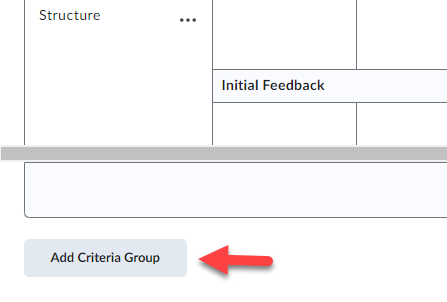 Structure
Initial Feedback
Add Criteria Group